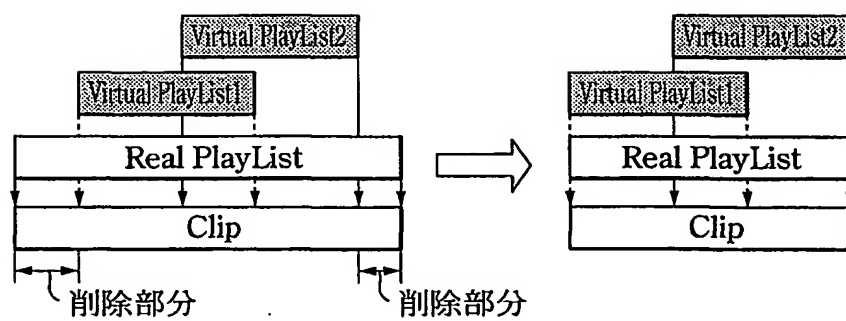 Virtual PlayList2
Virtual PlayList1
Real PlayList
Clip
削除部分
削除部分
Virtual PlayList2
Virtual PlayList1
Real PlayList
Clip